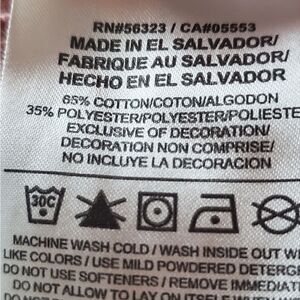 RN#56323 / CA#05553
MADE IN EL SALVADOR/
FABRIQUE AU SALVADOR/
HECHO EN EL SALVADOR
65% COTTON/COTON/ALGODON
35% POLYESTER/POLYESTER/POLIESTE
EXCLUSIVE OF DECORATION/
DECORATION NON COMPRISE/
NO INCLUYE LA DECORACION
30C
MACHINE WASH COLD / WASH INSIDE OUT W
LIKE COLORS / USE MILD POWDERED DETERG
DO NOT USE SOFTENERS / REMOVE IMMEDIAT
DO NOT ALLOW TO LAY ON ITS